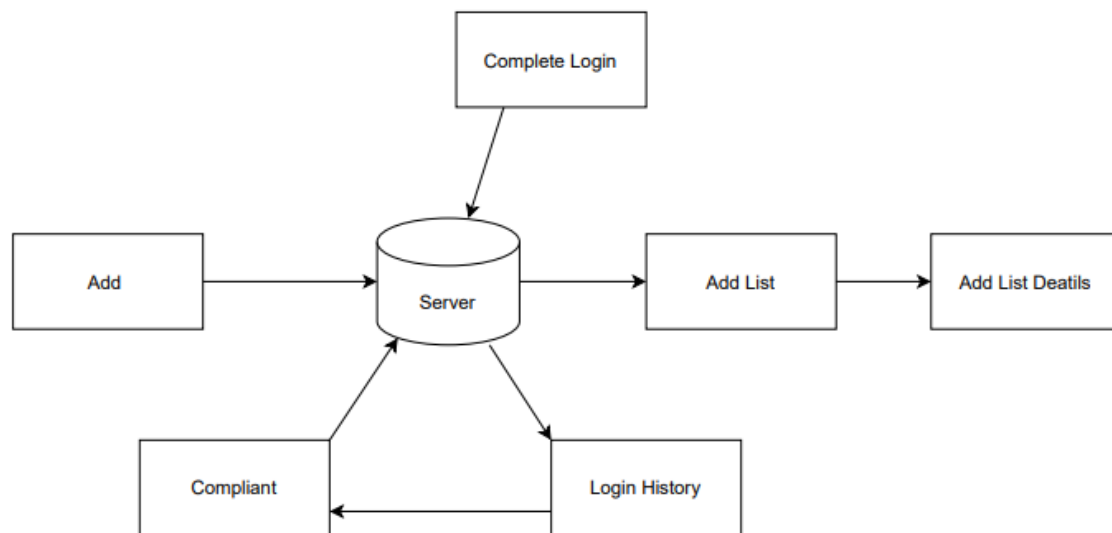 Complete Login
Add
Server
Add List
Add List Deatils
Compliant
Login History